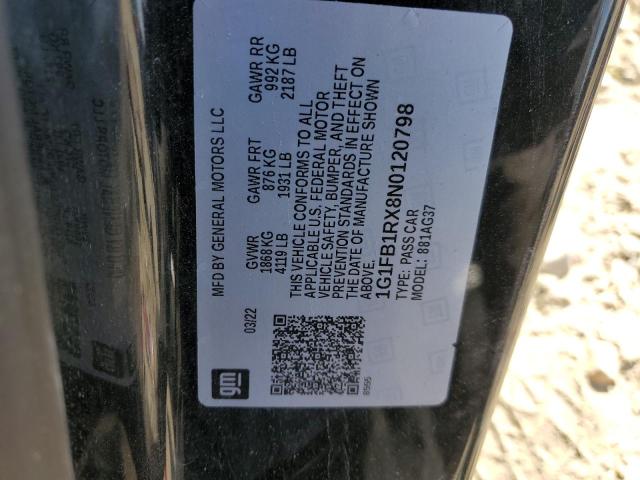 MFD BY GENERAL MOTORS LLC
03/22
GVWR GAWR FRT GAWR RR
1868 KG 876 KG 992 KG
4119 LB 1931 LB 2187 LB
THIS VEHICLE CONFORMS TO ALL
APPLICABLE U.S. FEDERAL MOTOR
VEHICLE SAFETY, BUMPER, AND THEFT
PREVENTION STANDARDS IN EFFECT ON
THE DATE OF MANUFACTURE SHOWN
ABOVE.
1G1FB1RX8N0120798
TYPE: PASS CAR
MODEL: 881AG37
gm